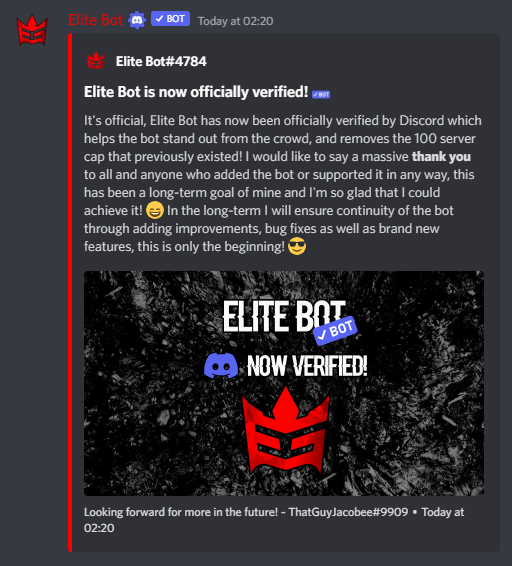 Elite Bot ✓ BOT Today at 02:20
Elite Bot#4784
Elite Bot is now officially verified! ✓ BOT
It's official, Elite Bot has now been officially verified by Discord which
helps the bot stand out from the crowd, and removes the 100 server
cap that previously existed! I would like to say a massive thank you
to all and anyone who added the bot or supported it in any way, this
has been a long-term goal of mine and I'm so glad that I could
achieve it! 😄 In the long-term I will ensure continuity of the bot
through adding improvements, bug fixes as well as brand new
features, this is only the beginning! 😎
ELITE BOT
✓ BOT
NOW VERIFIED!
Looking forward for more in the future! - ThatGuyJacobee#9909 • Today at
02:20